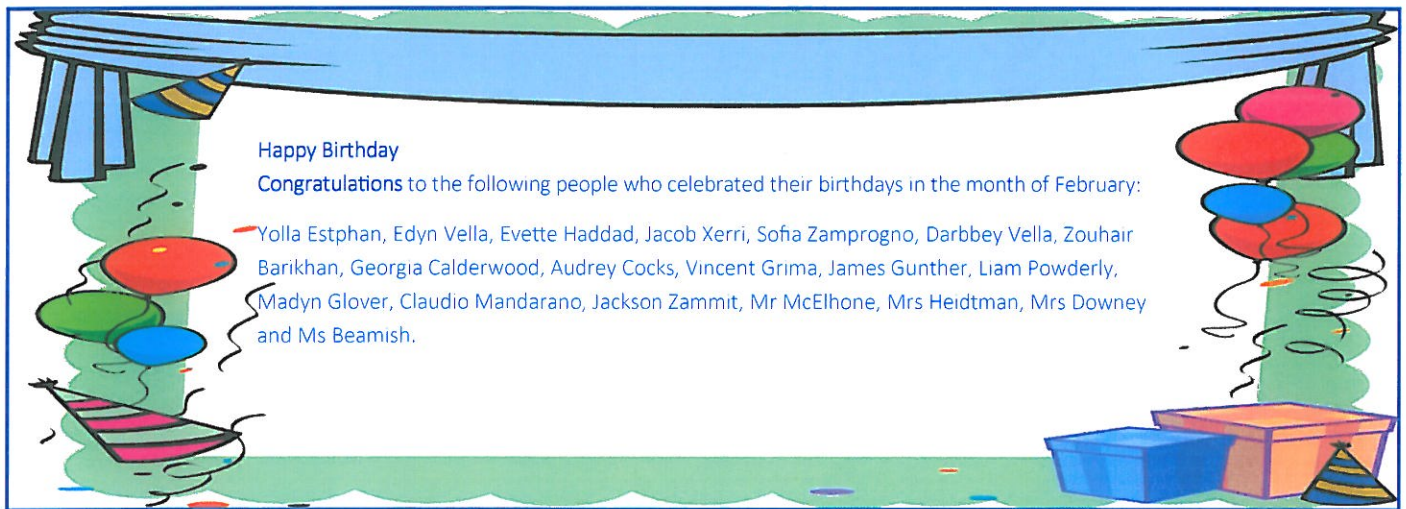 Happy Birthday
Congratulations to the following people who celebrated their birthdays in the month of February:
Yolla Estphan, Edyn Vella, Evette Haddad, Jacob Xerri, Sofia Zamprogno, Darbbey Vella, Zouhair
Barikhan, Georgia Calderwood, Audrey Cocks, Vincent Grima, James Gunther, Liam Powderly,
Madyn Glover, Claudio Mandarano, Jackson Zammit, Mr McElhone, Mrs Heidtman, Mrs Downey
and Ms Beamish.